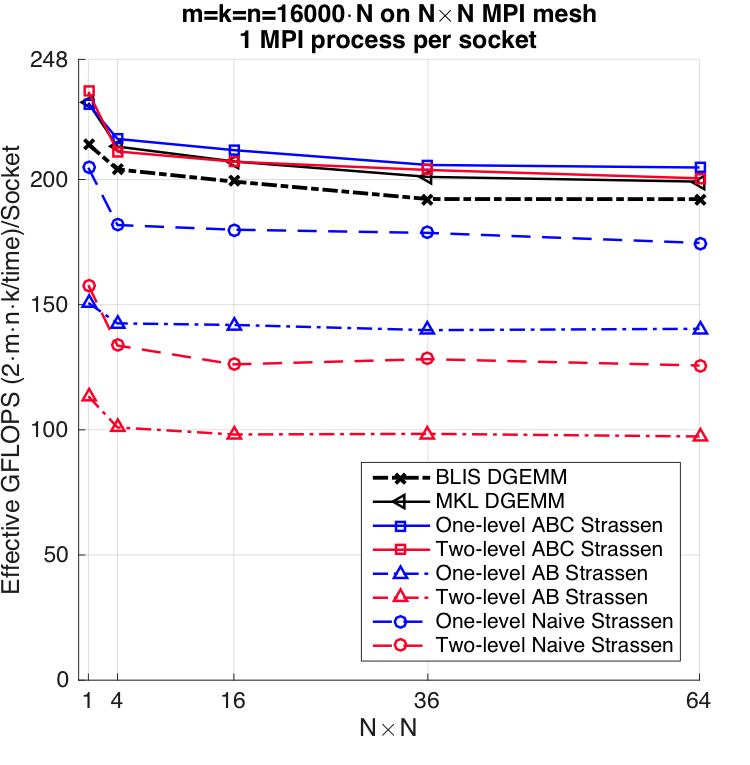 m=k=n=16000·N on N×N MPI mesh
1 MPI process per socket
Effective GFLOPS (2·m·n·k/time)/Socket
248
200
150
100
50
0
BLIS DGEMM
MKL DGEMM
One-level ABC Strassen
Two-level ABC Strassen
One-level AB Strassen
Two-level AB Strassen
One-level Naive Strassen
Two-level Naive Strassen
1 4 16 36 64
N×N